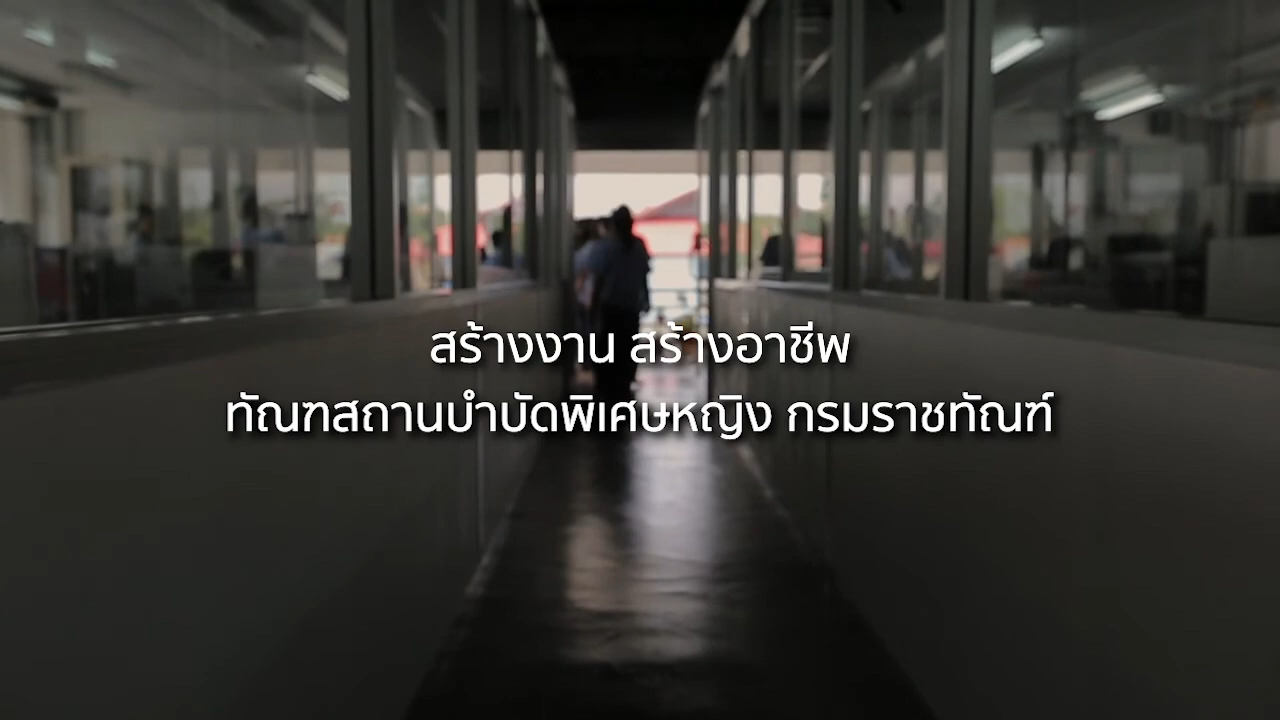 สร้างงาน สร้างอาชีพ
ทัณฑสถานบำบัดพิเศษหญิง กรมราชทัณฑ์